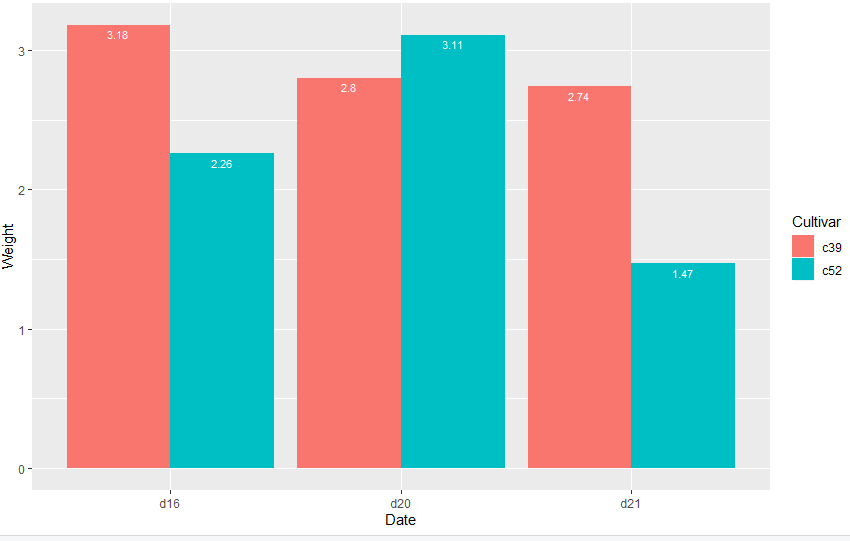 3.18
2.8
3.11
2.74
2.26
1.47
3
2
1
0
Weight
d16
d20
d21
Date
Cultivar
c39
c52